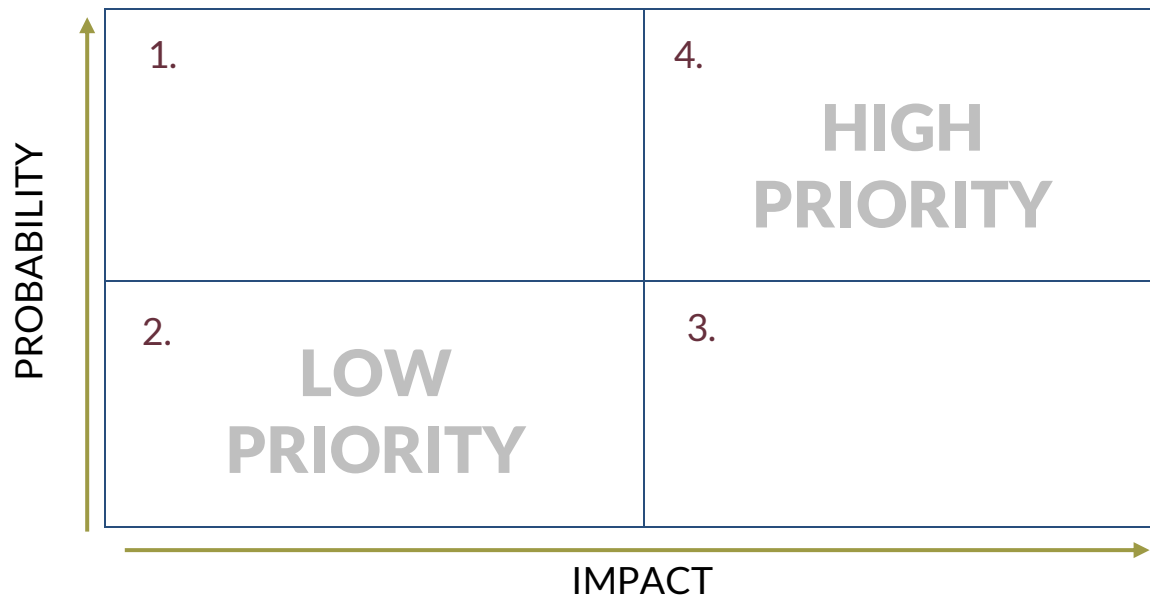 PROBABILITY
1.
4.
HIGH
PRIORITY
2.
LOW
PRIORITY
3.
IMPACT